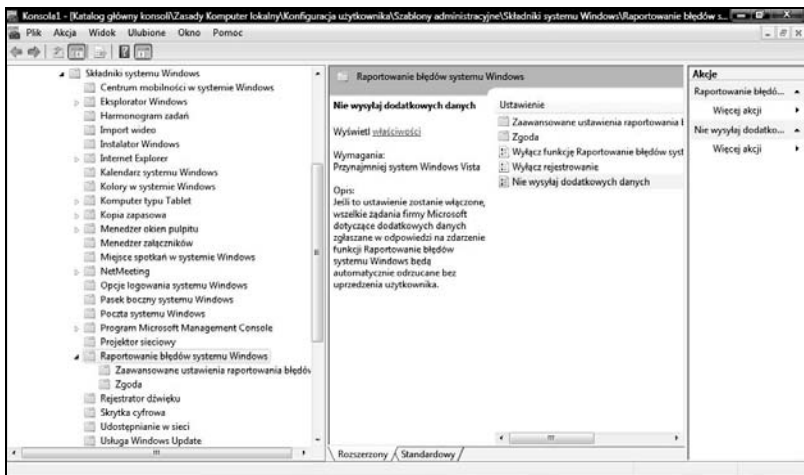 Konsola1 - [Katalog główny konsoli\Zasady Komputer lokalny\Konfiguracja użytkownika\Szablony administracyjne\Składniki systemu Windows\Raportowanie błędów s...
Plik Akcja Widok Ulubione Okno Pomoc
Składniki systemu Windows
Centrum mobilności w systemie Windows
Eksplorator Windows
Harmonogram zadań
Import wideo
Instalator Windows
Internet Explorer
Kalendarz systemu Windows
Kolory w systemie Windows
Komputer typu Tablet
Kopia zapasowa
Menedżer okien pulpitu
Menedżer załączników
Miejsce spotkań w systemie Windows
NetMeeting
Opcje logowania systemu Windows
Pasek boczny systemu Windows
Poczta systemu Windows
Program Microsoft Management Console
Projektor sieciowy
Raportowanie błędów systemu Windows
Zaawansowane ustawienia raportowania błędów
Zgoda
Rejestrator dźwięku
Skrytka cyfrowa
Udostępnianie w sieci
Usługa Windows Update
Raportowanie błędów systemu Windows
Nie wysyłaj dodatkowych danych
Wyświetl właściwości
Wymagania:
Przynajmniej system Windows Vista
Opis:
Jeśli to ustawienie zostanie włączone,
wszelkie żądania firmy Microsoft
dotyczące dodatkowych danych
zgłaszane w odpowiedzi na zdarzenie
funkcji Raportowanie błędów
systemu Windows będą
automatycznie odrzucane bez
uprzedzenia użytkownika.
Ustawienie
Zaawansowane ustawienia raportowania b
Zgoda
Wyłącz funkcję Raportowanie błędów syst
Wyłącz rejestrowanie
Nie wysyłaj dodatkowych danych
Rozszerzony Standardowy
Akcje
Raportowanie błędó...
Więcej akcji
Nie wysyłaj dodatko...
Więcej akcji